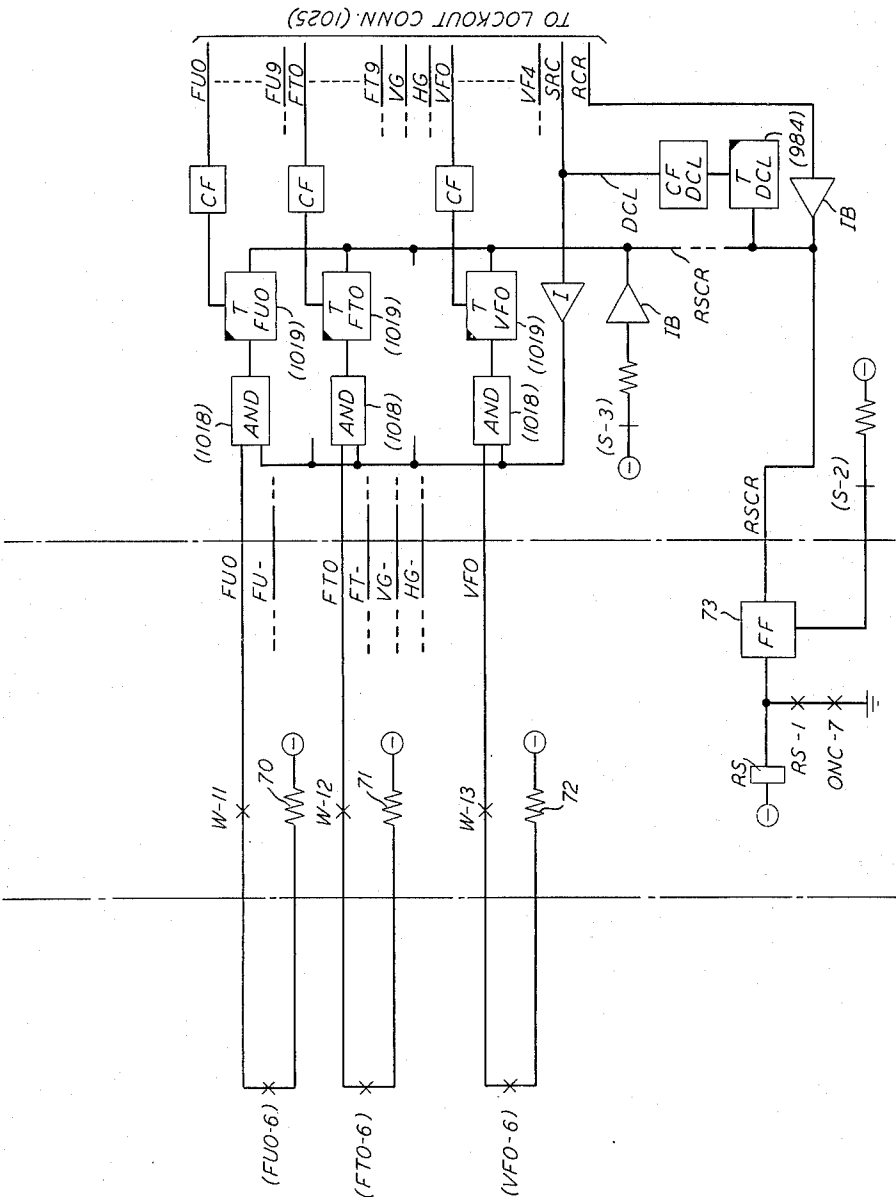 TO LOCKOUT CONN. (1025)
FUO
FU9
FTO
FT9
VG
HG
VFO
VF4
SRC
RCR
CF
CF
CF
CF
DCL
T
DCL
(984)
DCL
IB
T
FUO
(1019)
T
FTO
(1019)
T
VFO
(1019)
I
RSCR
IB
(S-3)
(1018)
AND
AND
(1018)
AND
(1018)
FUO
FU-
FTO
FT-
VG-
HG-
VFO
RSCR
(S-2)
73
FF
W-11
70
W-12
71
W-13
72
RS
RS-1
ONC-7
(FUO-6)
(FTO-6)
(VFO-6)